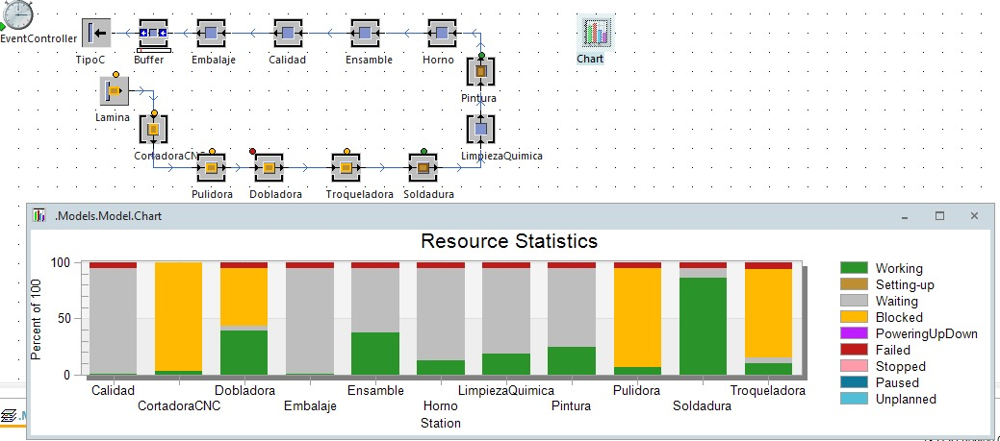 EventController
TipoC
Buffer
Embalaje
Calidad
Ensamble
Horno
Chart
Pintura
Lamina
CortadoraCNC
LimpiezaQuimica
Pulidora
Dobladora
Troqueladora
Soldadura
.Models.Model.Chart
Resource Statistics
Percent of 100
100
50
0
Calidad
Dobladora
Ensamble
LimpiezaQuimica
Pulidora
Troqueladora
CortadoraCNC
Embalaje
Horno
Pintura
Soldadura
Station
Working
Setting-up
Waiting
Blocked
PoweringUpDown
Failed
Stopped
Paused
Unplanned